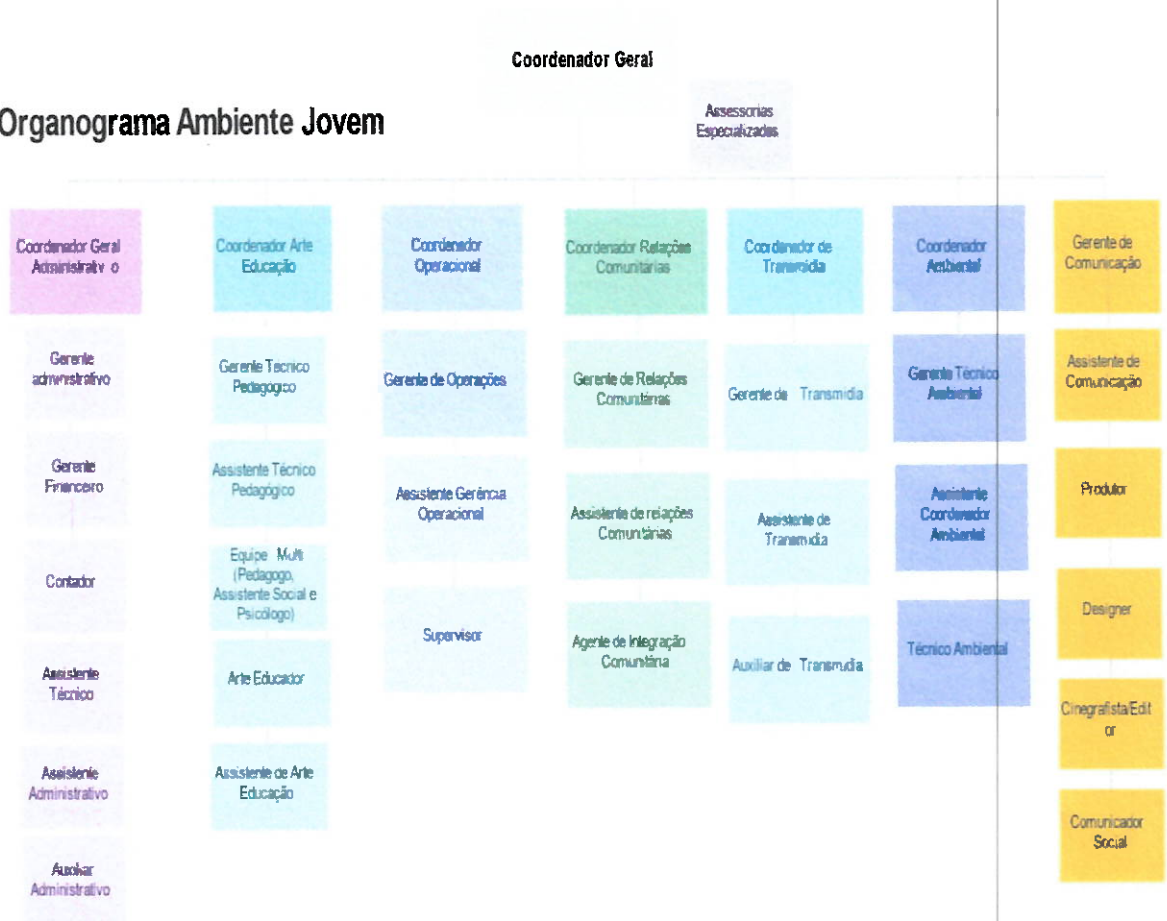 Coordenador Geral
Organograma Ambiente Jovem
Assessorias
Especializadas
Coordenador Geral
Administrativ o
Gerente
administrativo
Gerente
Financeiro
Contador
Assistente
Técnico
Assistente
Administrativo
Auxiliar
Administrativo
Coordenador Arte
Educação
Gerente Tecnico
Pedagógico
Assistente Técnico
Pedagógico
Equipe Multi
(Pedagogo,
Assistente Social e
Psicólogo)
Arte Educador
Assistente de Arte
Educação
Coordenador
Operacional
Gerente de Operações
Assistente Gerência
Operacional
Supervisor
Coordenador Relações
Comunitárias
Gerente de Relações
Comunitárias
Assistente de relações
Comunitárias
Agente de Integração
Comunitária
Coordenador de
Transmidia
Gerente de Transmidia
Assistente de
Transmidia
Auxiliar de Transmidia
Coordenador
Ambiental
Gerente Técnico
Ambiental
Assistente
Coordenador
Ambiental
Técnico Ambiental
Gerente de
Comunicação
Assistente de
Comunicação
Produtor
Designer
Cinegrafista/Edit
or
Comunicador
Social